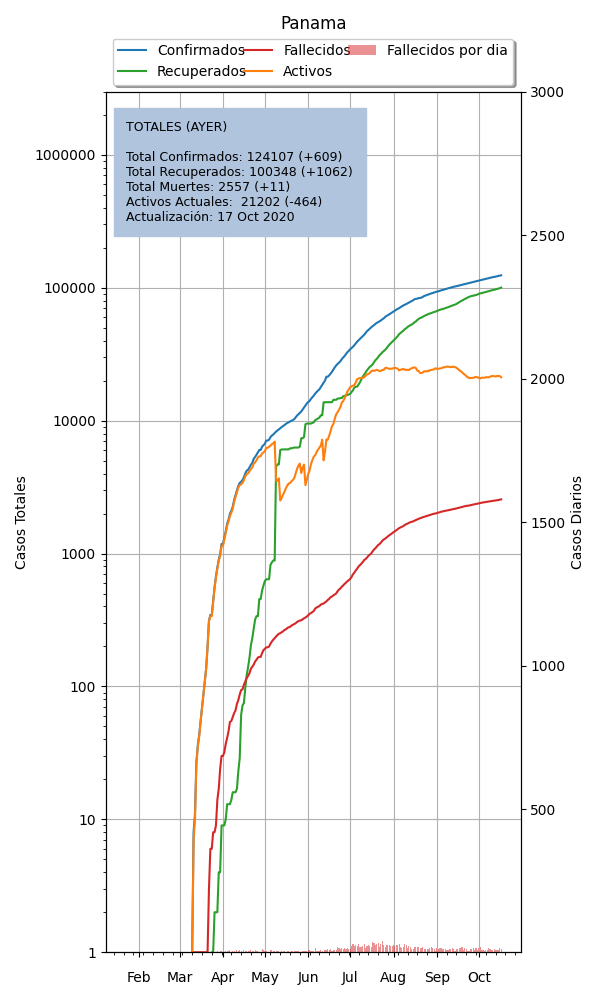 Panama
Confirmados
Recuperados
Fallecidos
Activos
Fallecidos por dia
TOTALES (AYER)
Total Confirmados: 124107 (+609)
Total Recuperados: 100348 (+1062)
Total Muertes: 2557 (+11)
Activos Actuales:  21202 (-464)
Actualización: 17 Oct 2020
Casos Totales
1000000
100000
10000
1000
100
10
1
3000
2500
2000
1500
1000
500
Casos Diarios
Feb Mar Apr May Jun Jul Aug Sep Oct